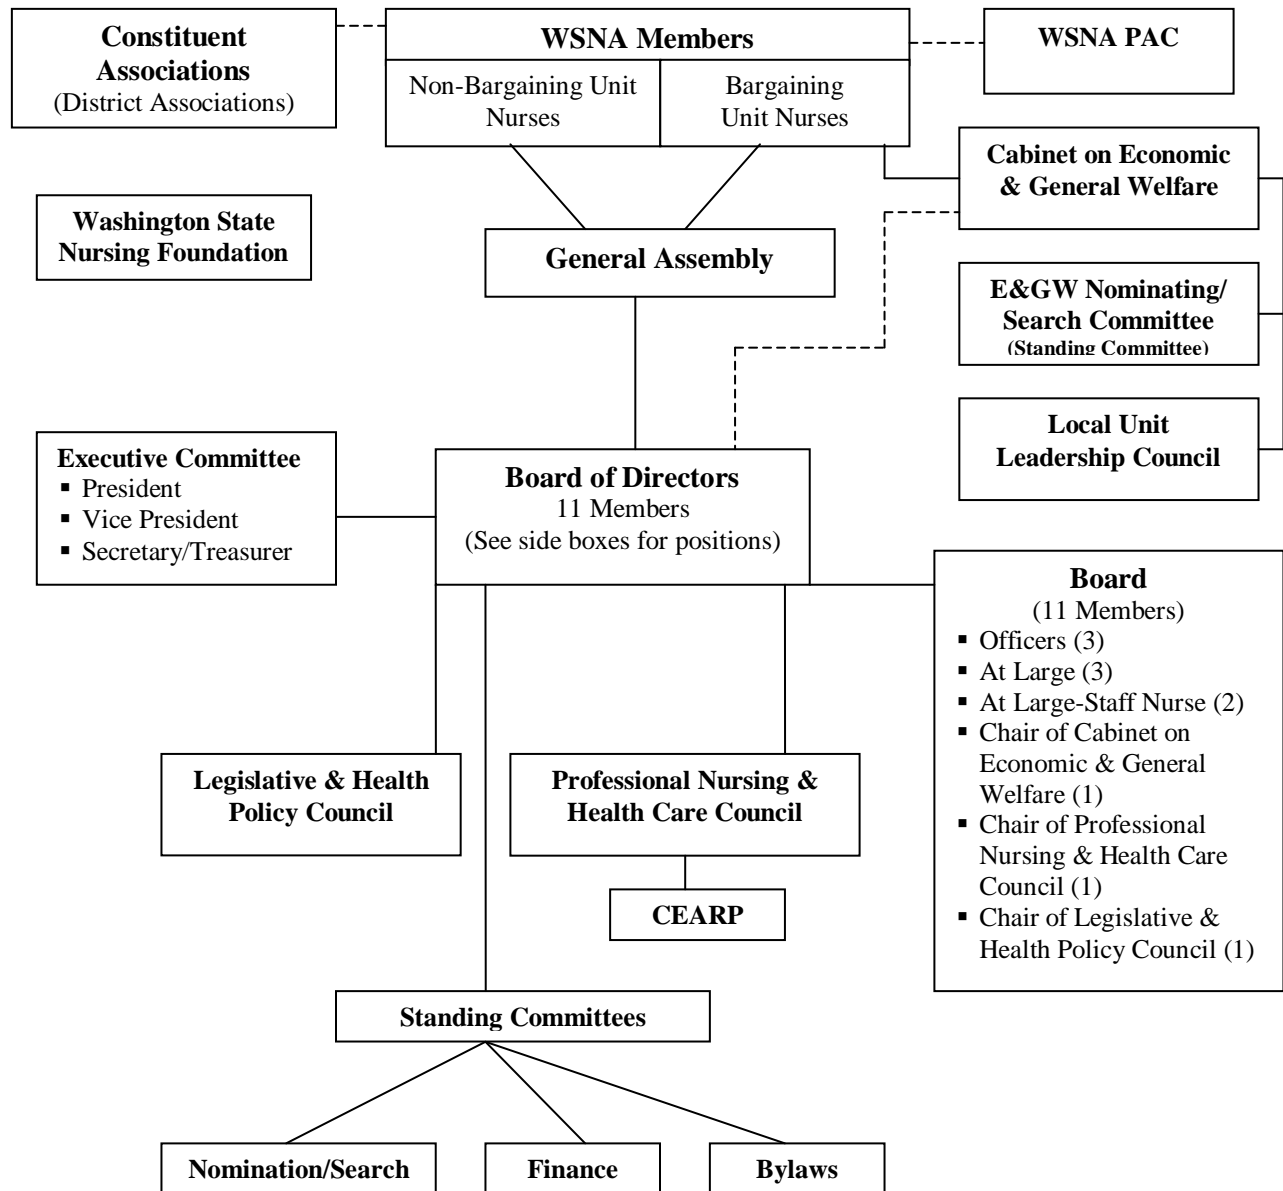 Constituent
Associations
(District Associations)
WSNA Members
Non-Bargaining Unit
Nurses
Bargaining
Unit Nurses
WSNA PAC
Cabinet on Economic
& General Welfare
Washington State
Nursing Foundation
General Assembly
E&GW Nominating/
Search Committee
(Standing Committee)
Local Unit
Leadership Council
Executive Committee
▪ President
▪ Vice President
▪ Secretary/Treasurer
Board of Directors
11 Members
(See side boxes for positions)
Board
(11 Members)
▪ Officers (3)
▪ At Large (3)
▪ At Large-Staff Nurse (2)
▪ Chair of Cabinet on
Economic & General
Welfare (1)
▪ Chair of Professional
Nursing & Health Care
Council (1)
▪ Chair of Legislative &
Health Policy Council (1)
Legislative & Health
Policy Council
Professional Nursing &
Health Care Council
CEARP
Standing Committees
Nomination/Search
Finance
Bylaws